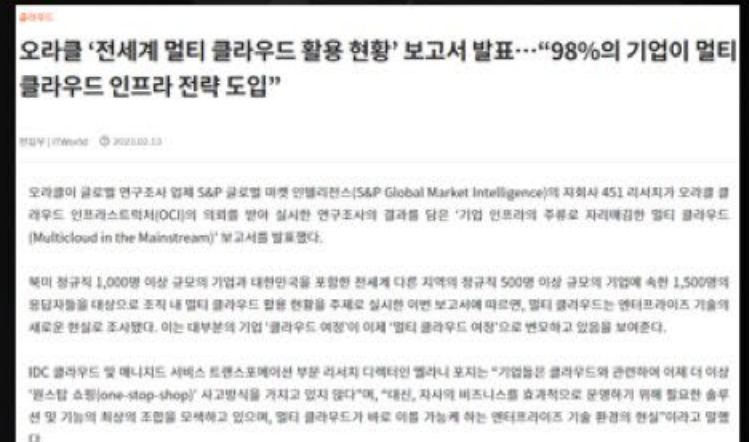 클라우드
오라클 ‘전세계 멀티 클라우드 활용 현황’ 보고서 발표…“98%의 기업이 멀티
클라우드 인프라 전략 도입”
편집부 | ITWorld 2023.02.13
오라클이 글로벌 연구조사 업체 S&P 글로벌 마켓 인텔리전스(S&P Global Market Intelligence)의 자회사 451 리서치가 오라클 클
라우드 인프라스트럭처(OCI)의 의뢰를 받아 실시한 연구조사의 결과를 담은 ‘기업 인프라의 주류로 자리매김한 멀티 클라우드
(Multicloud in the Mainstream)’ 보고서를 발표했다.
북미 정규직 1,000명 이상 규모의 기업과 대한민국을 포함한 전세계 다른 지역의 정규직 500명 이상 규모의 기업에 속한 1,500명의
응답자들을 대상으로 조직 내 멀티 클라우드 활용 현황을 주제로 실시한 이번 보고서에 따르면, 멀티 클라우드는 엔터프라이즈 기술의
새로운 현실로 조사됐다. 이는 대부분의 기업 ‘클라우드 여정’이 이제 ‘멀티 클라우드 여정’으로 변모하고 있음을 보여준다.
IDC 클라우드 및 매니지드 서비스 트랜스포메이션 부문 리서치 디렉터인 멜라니 포지는 “기업들은 클라우드와 관련하여 이제 더 이상
‘원스탑 쇼핑(one-stop-shop)’ 사고방식을 가지고 있지 않다”며, “대신, 자사의 비즈니스를 효과적으로 운영하기 위해 필요한 솔루
션 및 기능의 최상의 조합을 모색하고 있으며, 멀티 클라우드가 바로 이를 가능케 하는 엔터프라이즈 기술 환경의 현실”이라고 말했
다.